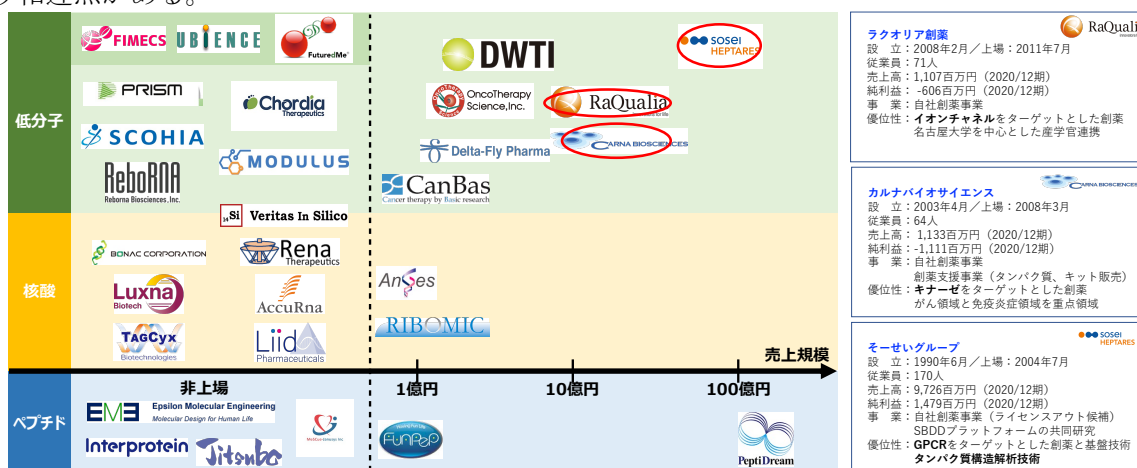 相違点がある。
低分子
FIMECS
UBIENCE
FuturedMe
DWTI
sosei
HEPTARES
PRISM
Chordia
Therapeutics
OncoTherapy
Science,Inc.
RaQualia
SCOHIA
MODULUS
Delta-Fly Pharma
CARNA BIOSCIENCES
ReboRNA
Reborna Biosciences, Inc.
CanBas
Cancer therapy by Basic research
14Si Veritas In Silico
核酸
BONAC CORPORATION
Rena
Therapeutics
Luxna
Biotech
AccuRna
AnGes
TAGCyx
Biotechnologies
Liid
Pharmaceuticals
RIBOMIC
売上規模
非上場
1億円
10億円
100億円
ペプチド
EME Epsilon Molecular Engineering
Molecular Design for Human Life
Interprotein
Jitsubo
FunPeP
PeptiDream
ラクオリア創薬
RaQuali
設 立:2008年2月/上場:2011年7月
従業員:71人
売上高:1,107百万円(2020/12期)
純利益: -606百万円(2020/12期)
事 業:自社創薬事業
優位性:イオンチャネルをターゲットとした創薬
名古屋大学を中心とした産学官連携
カルナバイオサイエンス
CARNA BIOSCIENCES
設 立:2003年4月/上場:2008年3月
従業員:64人
売上高: 1,133百万円(2020/12期)
純利益:-1,111百万円(2020/12期)
事 業:自社創薬事業
創薬支援事業(タンパク質、キット販売)
優位性:キナーゼをターゲットとした創薬
がん領域と免疫炎症領域を重点領域
そーせいグループ
sosei
HEPTARES
設 立:1990年6月/上場:2004年7月
従業員:170人
売上高:9,726百万円(2020/12期)
純利益:1,479百万円(2020/12期)
事 業:自社創薬事業(ライセンスアウト候補)
SBDDプラットフォームの共同研究
優位性:GPCRをターゲットとした創薬と基盤技術
タンパク質構造解析技術